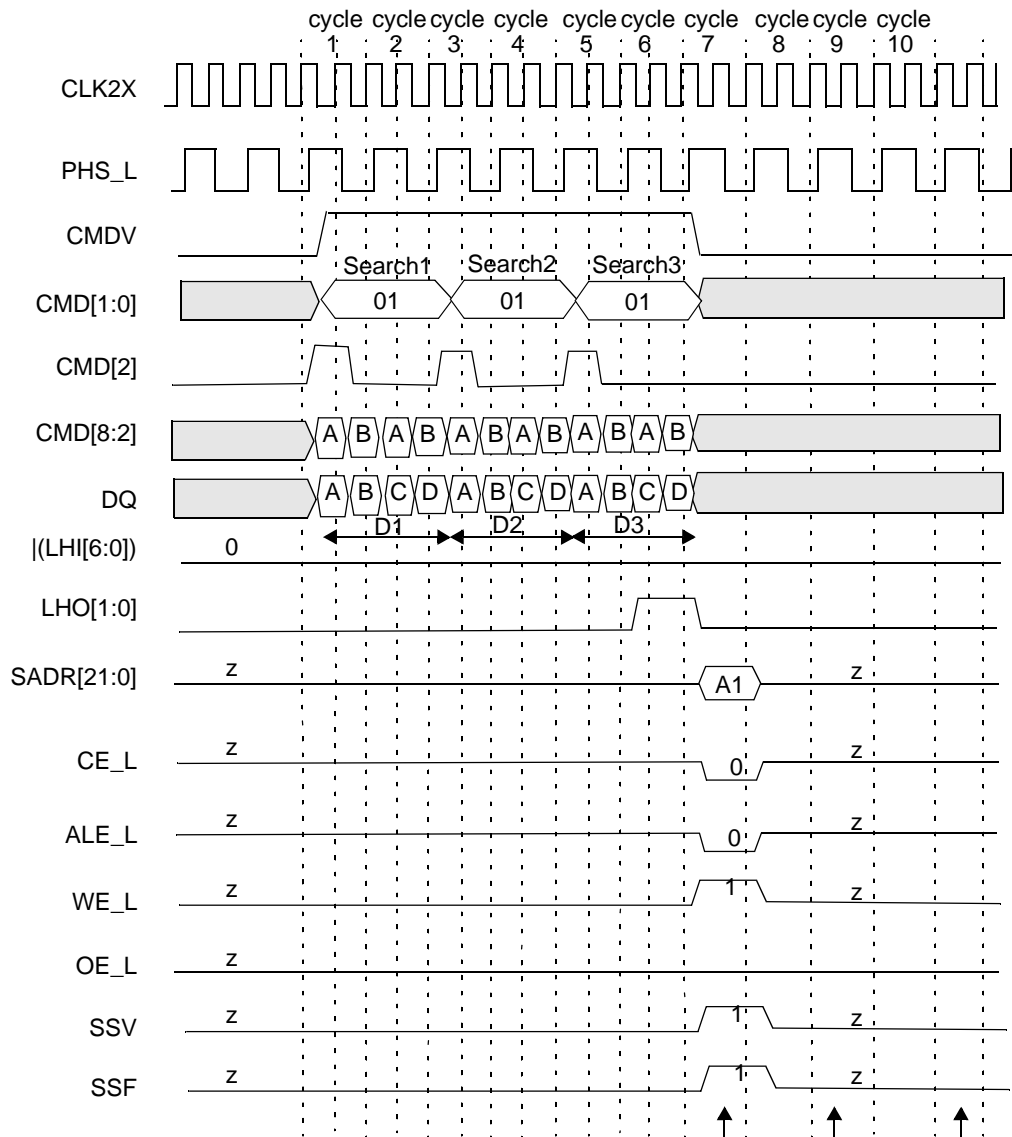 cycle cycle cycle cycle cycle cycle cycle cycle cycle cycle
1 2 3 4 5 6 7 8 9 10
CLK2X
PHS_L
CMDV
Search1 Search2 Search3
CMD[1:0] 01 01 01
CMD[2]
CMD[8:2] A B A B A B A B A B A B
DQ A B C D A B C D A B C D
D1 D2 D3
|(LHI[6:0]) 0
LHO[1:0]
SADR[21:0] z A1 z
CE_L z 0 z
ALE_L z 0 z
WE_L z 1 z
OE_L z
SSV z 1 z
SSF z 1 z